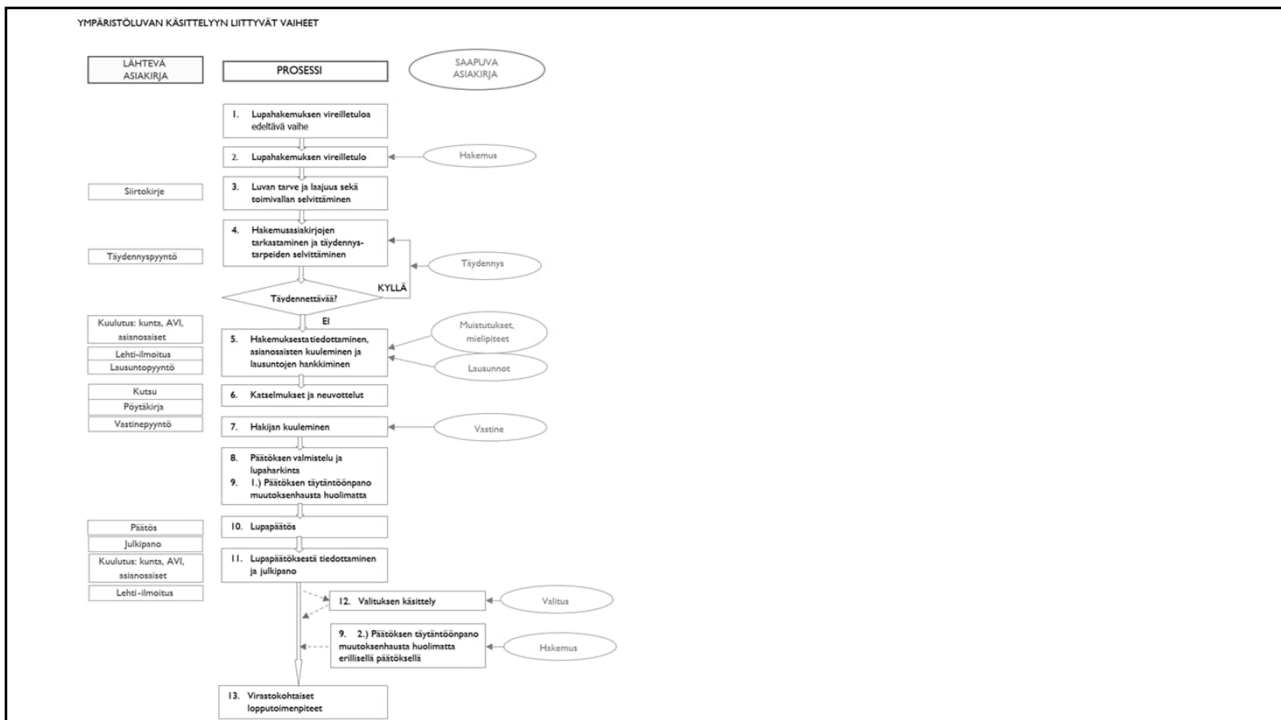 YMPÄRISTÖLUVAN KÄSITTELYYN LIITTYVÄT VAIHEET
LÄHTEVÄ
ASIAKIRJA
PROSESSI
SAAPUVA
ASIAKIRJA
1. Lupahakemuksen vireilletuloa
edeltävä vaihe
2. Lupahakemuksen vireilletulo
Hakemus
Siirtokirje
3. Luvan tarve ja laajuus sekä
toimivallan selvittäminen
4. Hakemusasiakirjojen
tarkastaminen ja täydennys-
tarpeiden selvittäminen
Täydennyspyyntö
Täydennys
KYLLÄ
Täydennettävää?
EI
Kuulutus: kunta, AVI,
asianosaiset
Lehti-ilmoitus
Lausuntopyyntö
5. Hakemuksesta tiedottaminen,
asianosaisten kuuleminen ja
lausuntojen hankkiminen
Muistutukset,
mielipiteet
Lausunnot
Kutsu
Pöytäkirja
6. Katselmukset ja neuvottelut
Vastinepyyntö
7. Hakijan kuuleminen
Vastine
8. Päätöksen valmistelu ja
lupaharkinta
9. 1.) Päätöksen täytäntöönpano
muutoksenhausta huolimatta
Päätös
10. Lupapäätös
Julkipano
Kuulutus: kunta, AVI,
asianosaiset
Lehti-ilmoitus
11. Lupapäätöksestä tiedottaminen
ja julkipano
12. Valituksen käsittely
Valitus
9. 2.) Päätöksen täytäntöönpano
muutoksenhausta huolimatta
erillisellä päätöksellä
Hakemus
13. Virastokohtaiset
lopputoimenpiteet